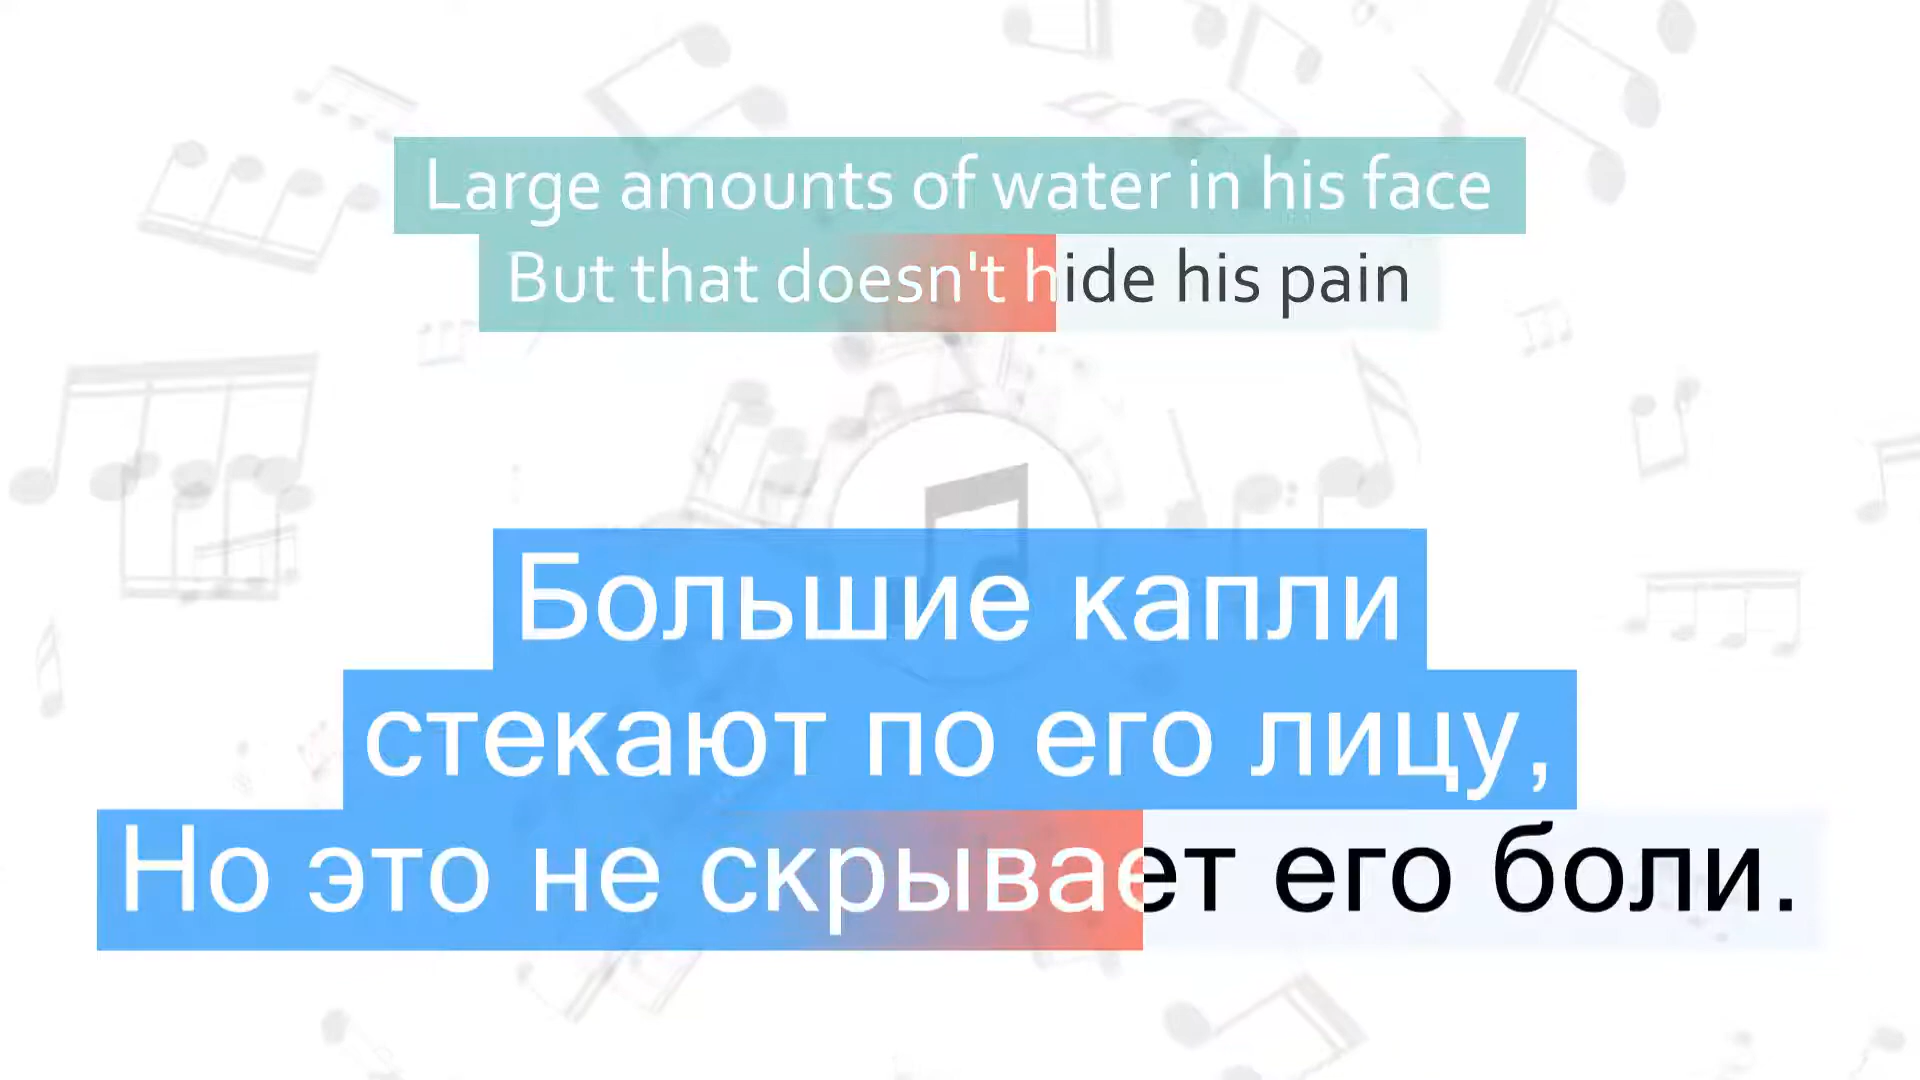 Large amounts of water in his face
But that doesn't hide his pain
Большие капли
стекают по его лицу,
Но это не скрывает его боли.